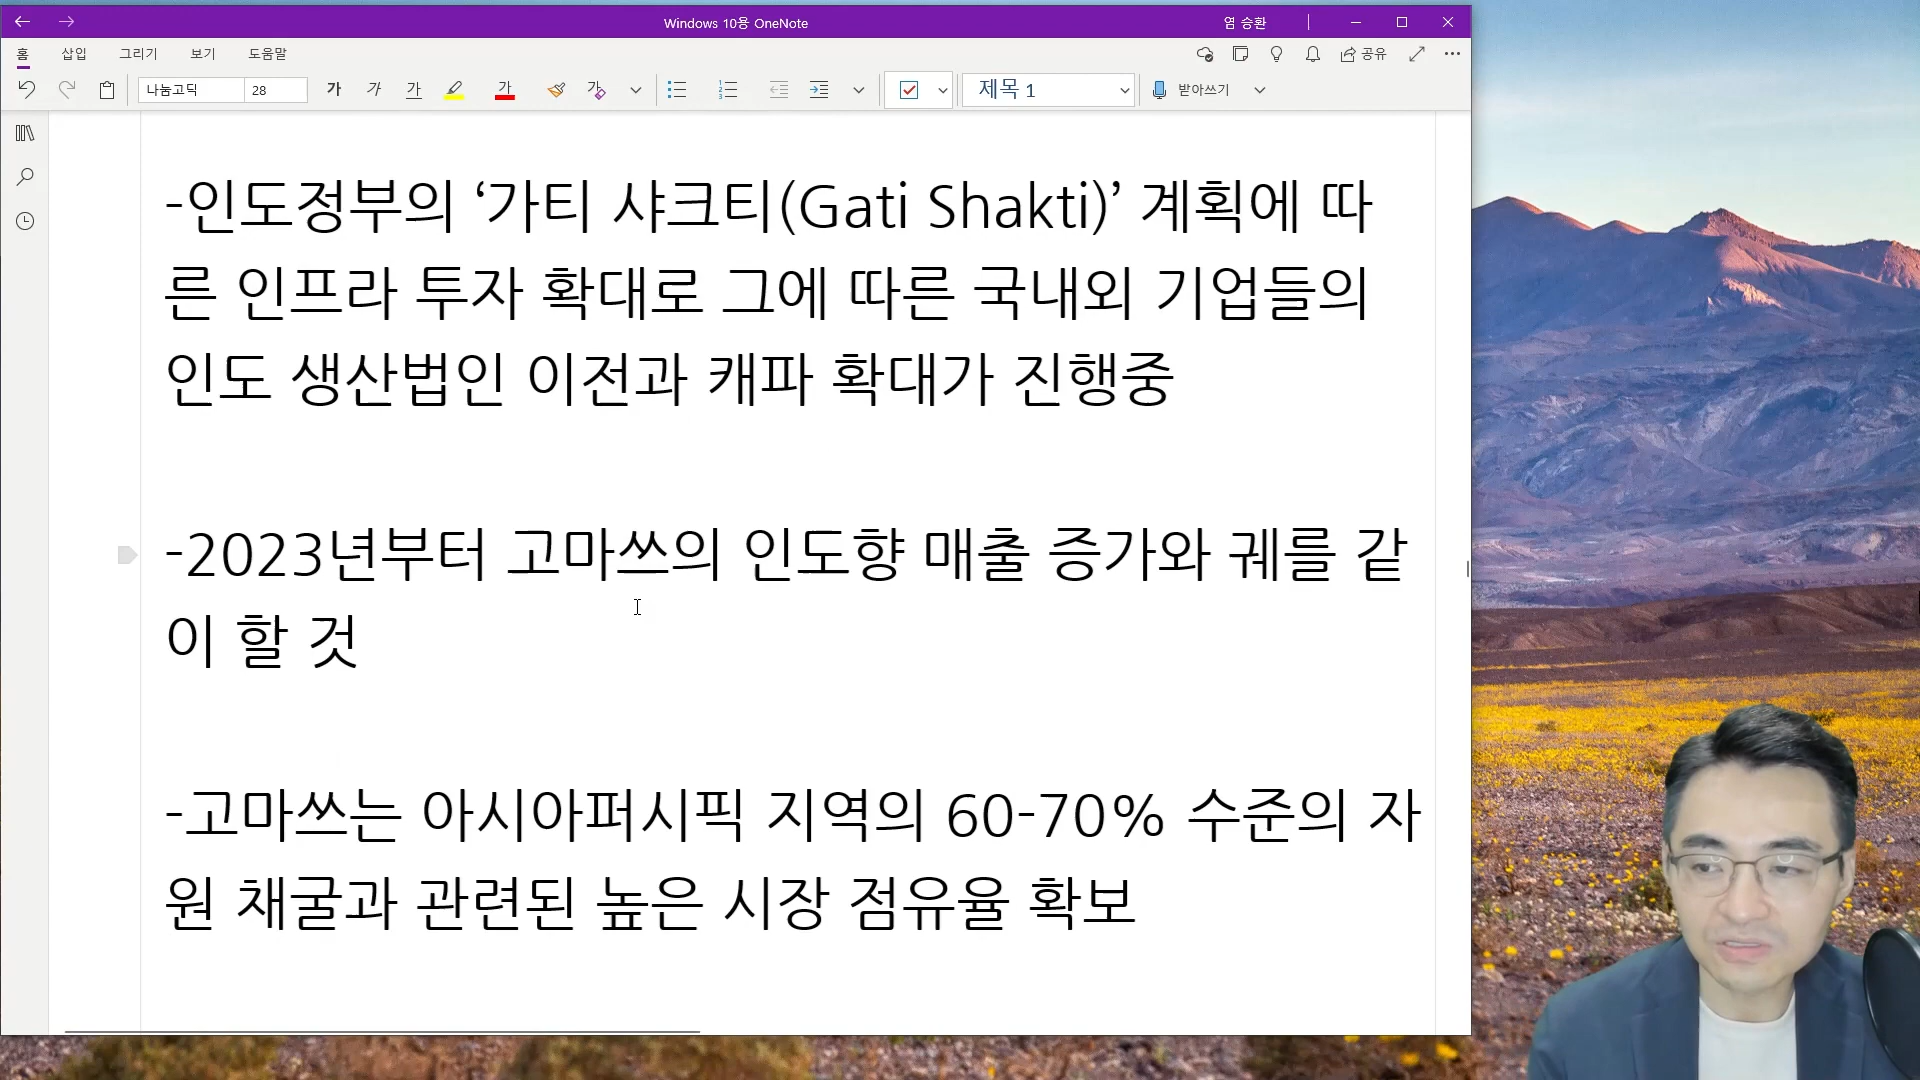 Windows 10용 OneNote
염 승환
홈 삽입 그리기 보기 도움말 공유
나눔고딕 28 가 가 가 가 가 제목 1 받아쓰기
-인도정부의 ‘가티 샤크티(Gati Shakti)’ 계획에 따
른 인프라 투자 확대로 그에 따른 국내외 기업들의
인도 생산법인 이전과 캐파 확대가 진행중
-2023년부터 고마쓰의 인도향 매출 증가와 궤를 같
이 할 것
-고마쓰는 아시아퍼시픽 지역의 60-70% 수준의 자
원 채굴과 관련된 높은 시장 점유율 확보